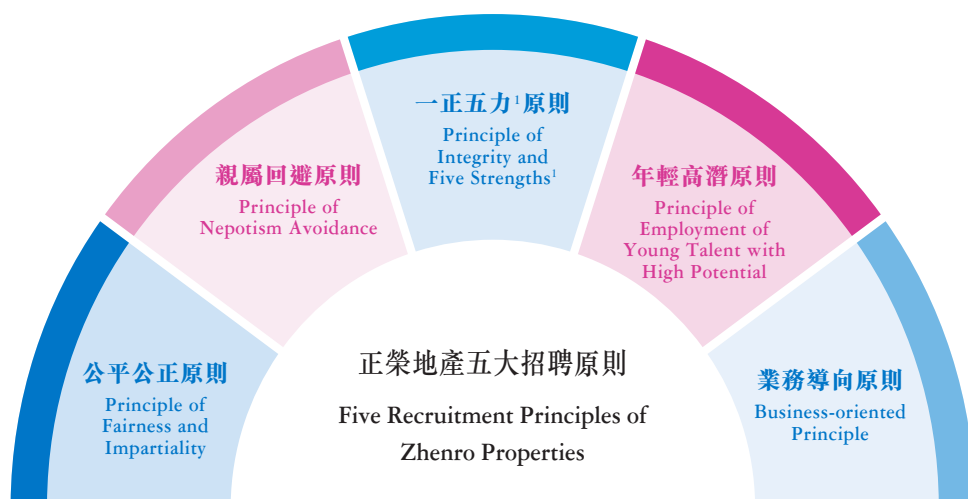 公平公正原則
Principle of
Fairness and
Impartiality
親屬回避原則
Principle of
Nepotism Avoidance
一正五力¹原則
Principle of
Integrity and
Five Strengths¹
年輕高潛原則
Principle of
Employment of
Young Talent with
High Potential
業務導向原則
Business-oriented
Principle
正榮地產五大招聘原則
Five Recruitment Principles of
Zhenro Properties